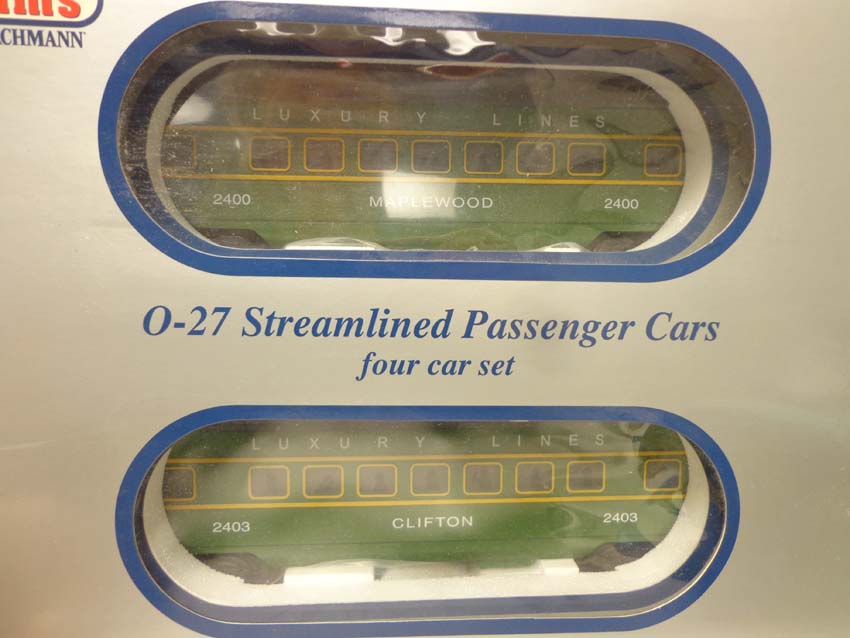 LUXURY LINES
2400 MAPLEWOOD 2400
O-27 Streamlined Passenger Cars
four car set
LUXURY LINES
2403 CLIFTON 2403